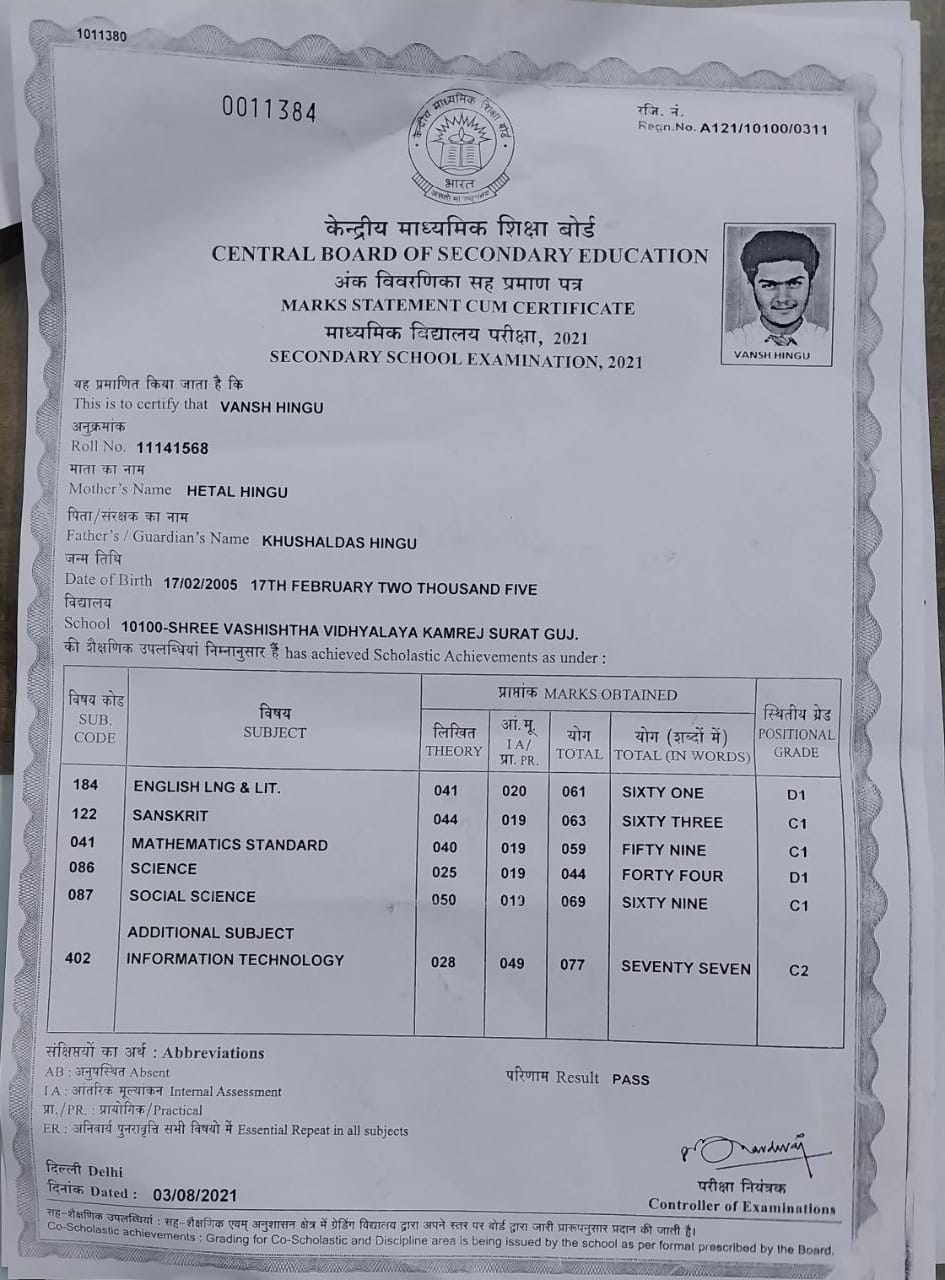 1011380
0011384
रजि. नं.
Regn.No. A121/10100/0311
केन्द्रीय माध्यमिक शिक्षा बोर्ड
भारत
असतो मा सद्गमय
केन्द्रीय माध्यमिक शिक्षा बोर्ड
CENTRAL BOARD OF SECONDARY EDUCATION
अंक विवरणिका सह प्रमाण पत्र
MARKS STATEMENT CUM CERTIFICATE
माध्यमिक विद्यालय परीक्षा, 2021
SECONDARY SCHOOL EXAMINATION, 2021
VANSH HINGU
यह प्रमाणित किया जाता है कि
This is to certify that VANSH HINGU
अनुक्रमांक
Roll No. 11141568
माता का नाम
Mother's Name HETAL HINGU
पिता/संरक्षक का नाम
Father's / Guardian's Name KHUSHALDAS HINGU
जन्म तिथि
Date of Birth 17/02/2005 17TH FEBRUARY TWO THOUSAND FIVE
विद्यालय
School 10100-SHREE VASHISHTHA VIDHYALAYA KAMREJ SURAT GUJ.
की शैक्षणिक उपलब्धियां निम्नानुसार हैं has achieved Scholastic Achievements as under :
विषय कोड
SUB.
CODE
विषय
SUBJECT
प्राप्तांक MARKS OBTAINED
लिखित
THEORY
आं.मू.
I A/
प्रा. PR.
योग
TOTAL
योग (शब्दों में)
TOTAL (IN WORDS)
स्थितीय ग्रेड
POSITIONAL
GRADE
184 ENGLISH LNG & LIT. 041 020 061 SIXTY ONE D1
122 SANSKRIT 044 019 063 SIXTY THREE C1
041 MATHEMATICS STANDARD 040 019 059 FIFTY NINE C1
086 SCIENCE 025 019 044 FORTY FOUR D1
087 SOCIAL SCIENCE 050 019 069 SIXTY NINE C1
ADDITIONAL SUBJECT
402 INFORMATION TECHNOLOGY 028 049 077 SEVENTY SEVEN C2
संक्षिप्तियों का अर्थ : Abbreviations
AB : अनुपस्थित Absent
I A : आंतरिक मूल्याकंन Internal Assessment
प्रा./PR. : प्रायोगिक/Practical
ER : अनिवार्य पुनरावृत्ति सभी विषयो में Essential Repeat in all subjects
परिणाम Result PASS
दिल्ली Delhi
दिनांक Dated : 03/08/2021
परीक्षा नियंत्रक
Controller of Examinations
सह-शैक्षणिक उपलब्धियां : सह-शैक्षणिक एवम् अनुशासन क्षेत्र में ग्रेडिंग विद्यालय द्वारा अपने स्तर पर बोर्ड द्वारा जारी प्रारूपनुसार प्रदान की जाती है।
Co-Scholastic achievements : Grading for Co-Scholastic and Discipline area is being issued by the school as per format prescribed by the Board.